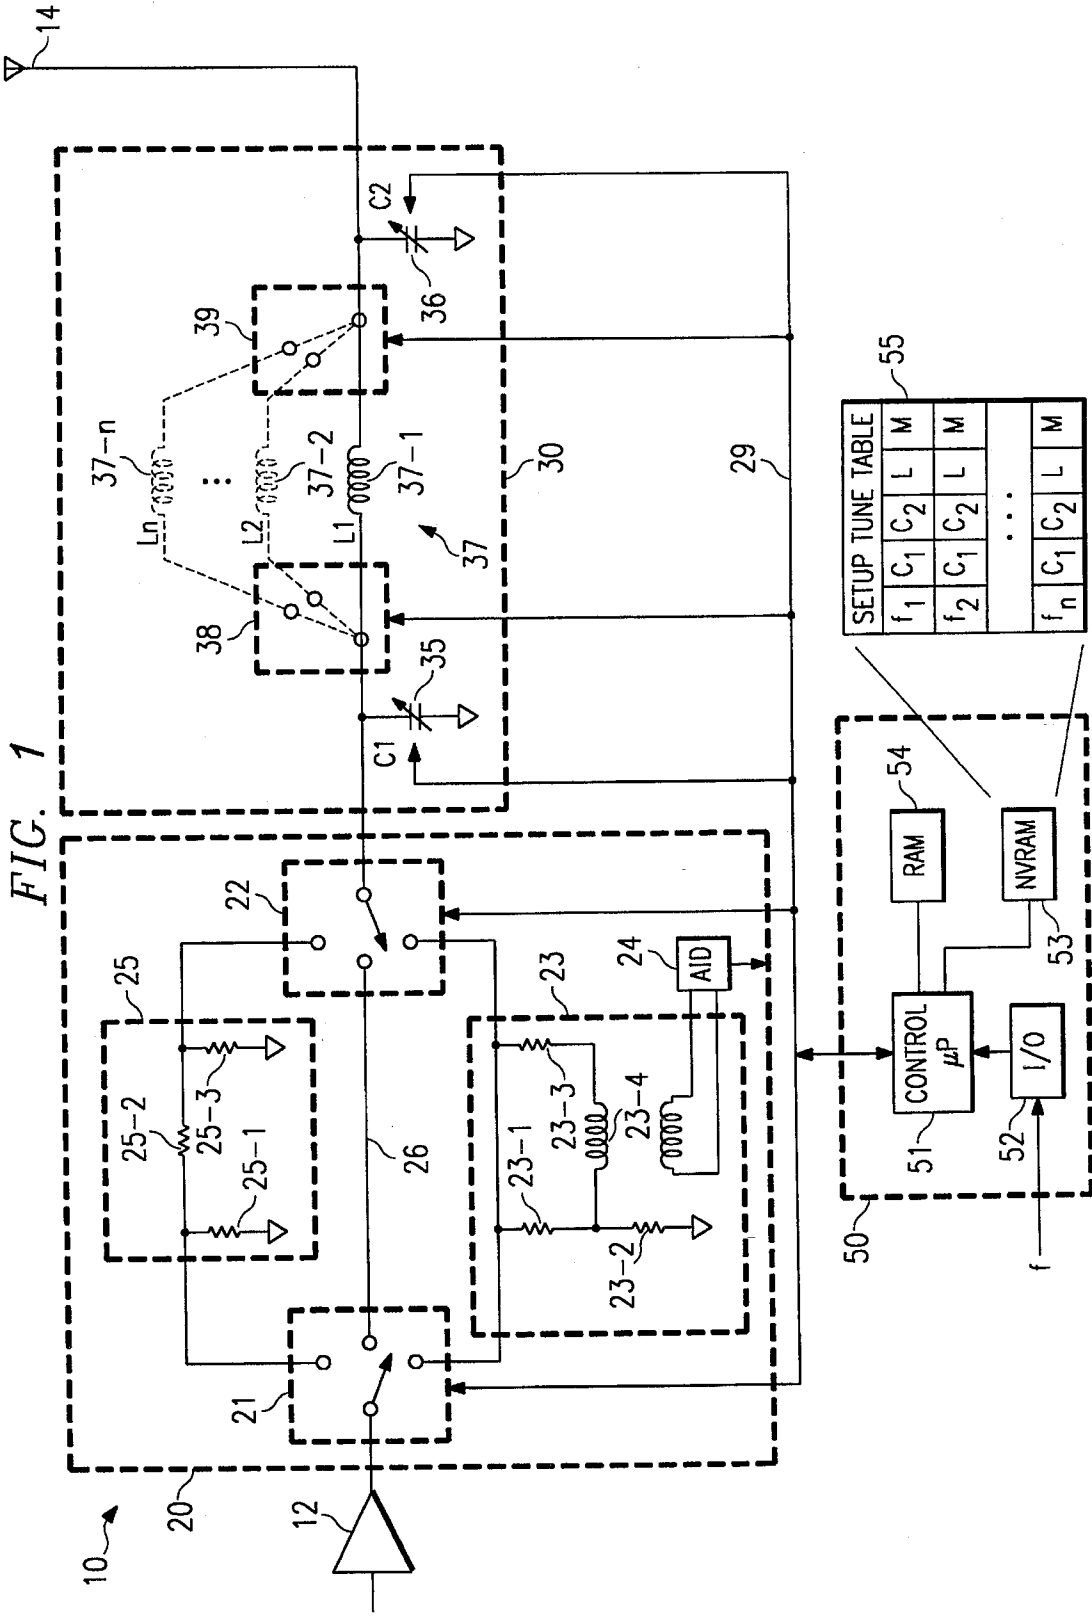 FIG. 1
10
12
14
20
21
22
25
25-1
25-2
25-3
26
23
23-1
23-2
23-3
23-4
24
AID
29
30
C1
35
C2
36
37
38
39
L1
37-1
L2
37-2
Ln
37-n
50
f
52
I/O
51
CONTROL
μP
RAM
54
NVRAM
53
55
SETUP TUNE TABLE
f1 C1 C2 L M
f2 C1 C2 L M
fn C1 C2 L M